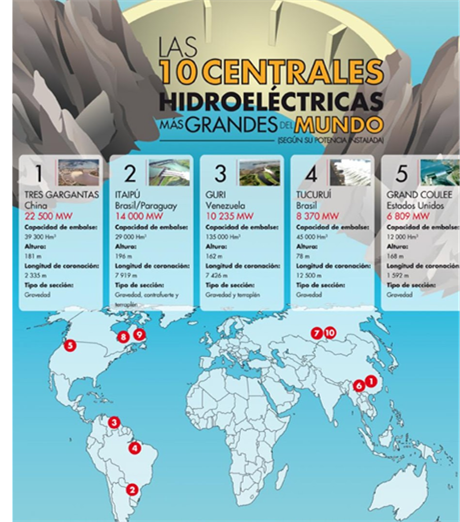 LAS
10 CENTRALES
HIDROELÉCTRICAS
MÁS GRANDES DEL MUNDO
(SEGÚN SU POTENCIA INSTALADA)
1
TRES GARGANTAS
China
22 500 MW
Capacidad de embalse:
39 300 Hm³
Altura:
181 m
Longitud de coronación:
2 335 m
Tipo de sección:
Gravedad
2
ITAIPÚ
Brasil/Paraguay
14 000 MW
Capacidad de embalse:
29 000 Hm³
Altura:
196 m
Longitud de coronación:
7 919 m
Tipo de sección:
Gravedad, contrafuerte y
terraplén
3
GURI
Venezuela
10 235 MW
Capacidad de embalse:
135 000 Hm³
Altura:
162 m
Longitud de coronación:
7 426 m
Tipo de sección:
Gravedad y terraplén
4
TUCURUÍ
Brasil
8 370 MW
Capacidad de embalse:
45 000 Hm³
Altura:
78 m
Longitud de coronación:
12 500 m
Tipo de sección:
Gravedad
5
GRAND COULEE
Estados Unidos
6 809 MW
Capacidad de embalse:
12 000 Hm³
Altura:
168 m
Longitud de coronación:
1 592 m
Tipo de sección:
Gravedad
5
8
9
7
10
6
1
3
4
2